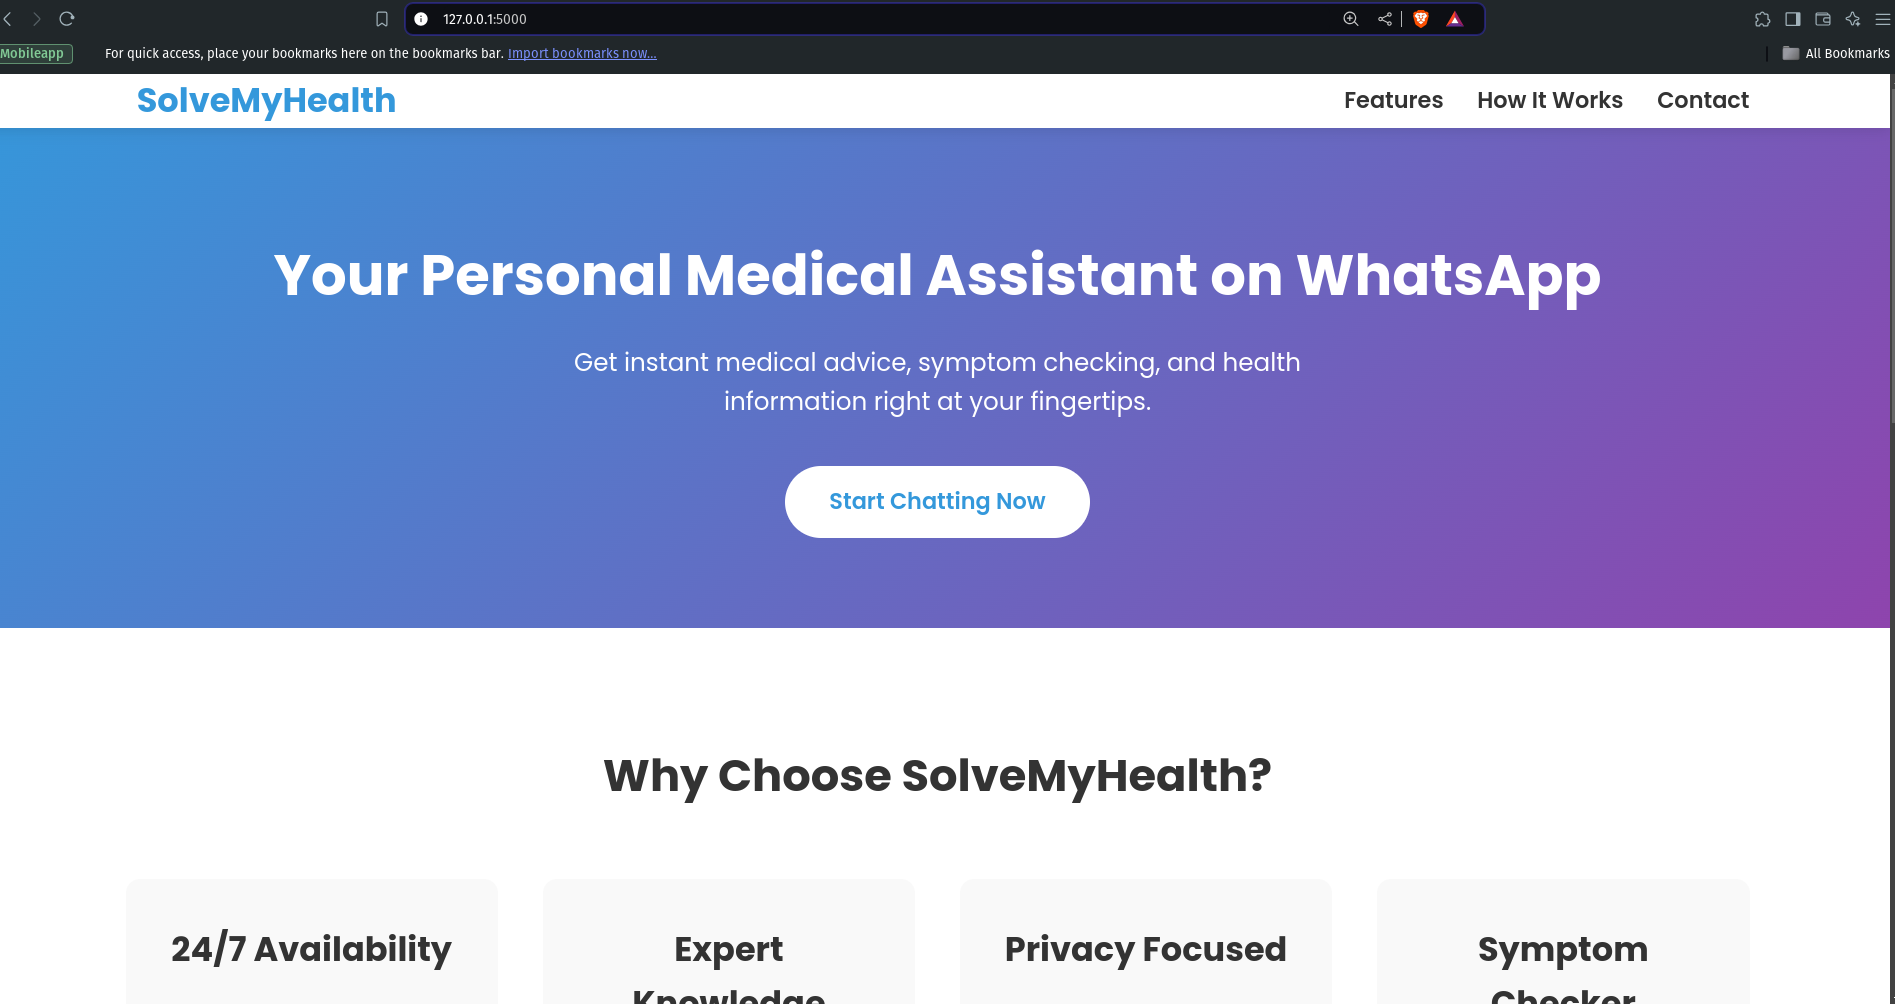 127.0.0.1:5000
Mobileapp
For quick access, place your bookmarks here on the bookmarks bar. Import bookmarks now...
All Bookmarks
SolveMyHealth
Features
How It Works
Contact
Your Personal Medical Assistant on WhatsApp
Get instant medical advice, symptom checking, and health
information right at your fingertips.
Start Chatting Now
Why Choose SolveMyHealth?
24/7 Availability
Expert
Knowledge
Privacy Focused
Symptom
Checker